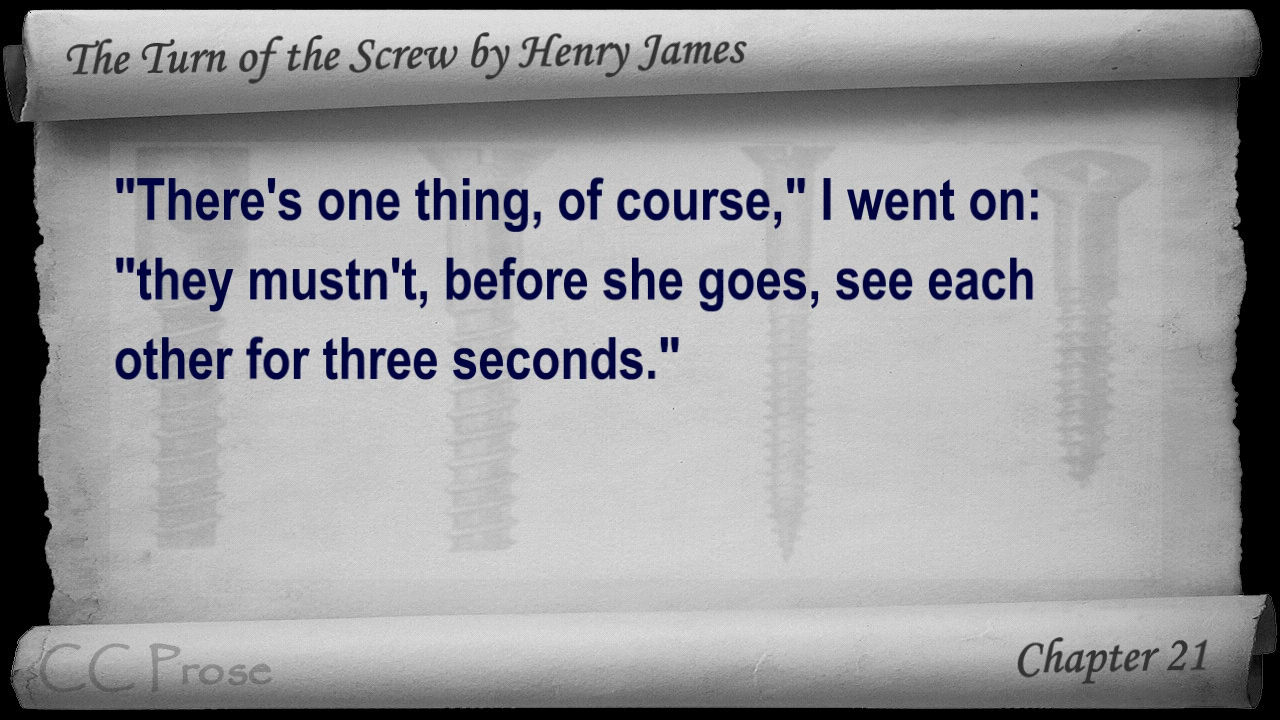 The Turn of the Screw by Henry James
"There's one thing, of course," I went on:
"they mustn't, before she goes, see each
other for three seconds."
CC Prose
Chapter 21